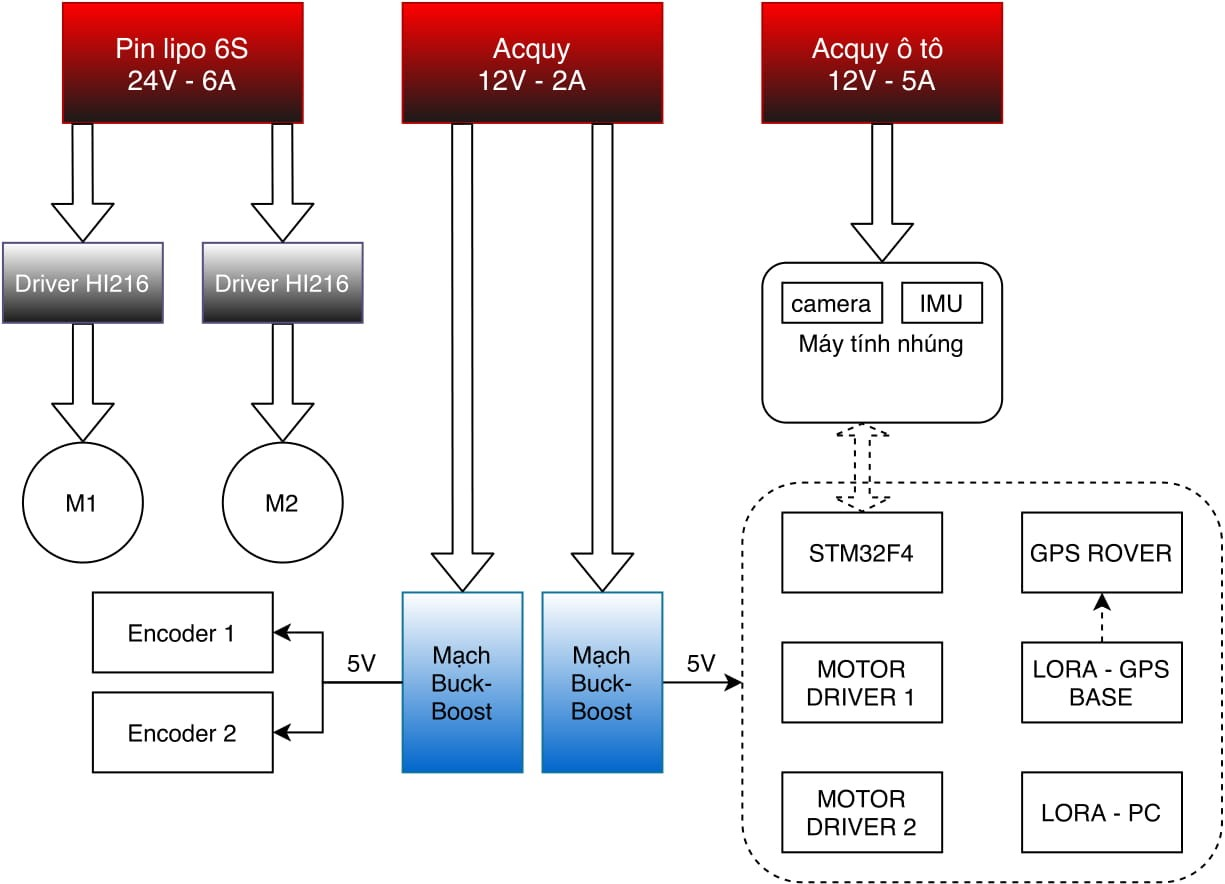 Pin lipo 6S
24V - 6A
Acquy
12V - 2A
Acquy ô tô
12V - 5A
Driver HI216
Driver HI216
camera
IMU
Máy tính nhúng
M1
M2
STM32F4
GPS ROVER
Encoder 1
5V
Mạch
Buck-
Boost
Mạch
Buck-
Boost
5V
MOTOR
DRIVER 1
LORA - GPS
BASE
Encoder 2
MOTOR
DRIVER 2
LORA - PC